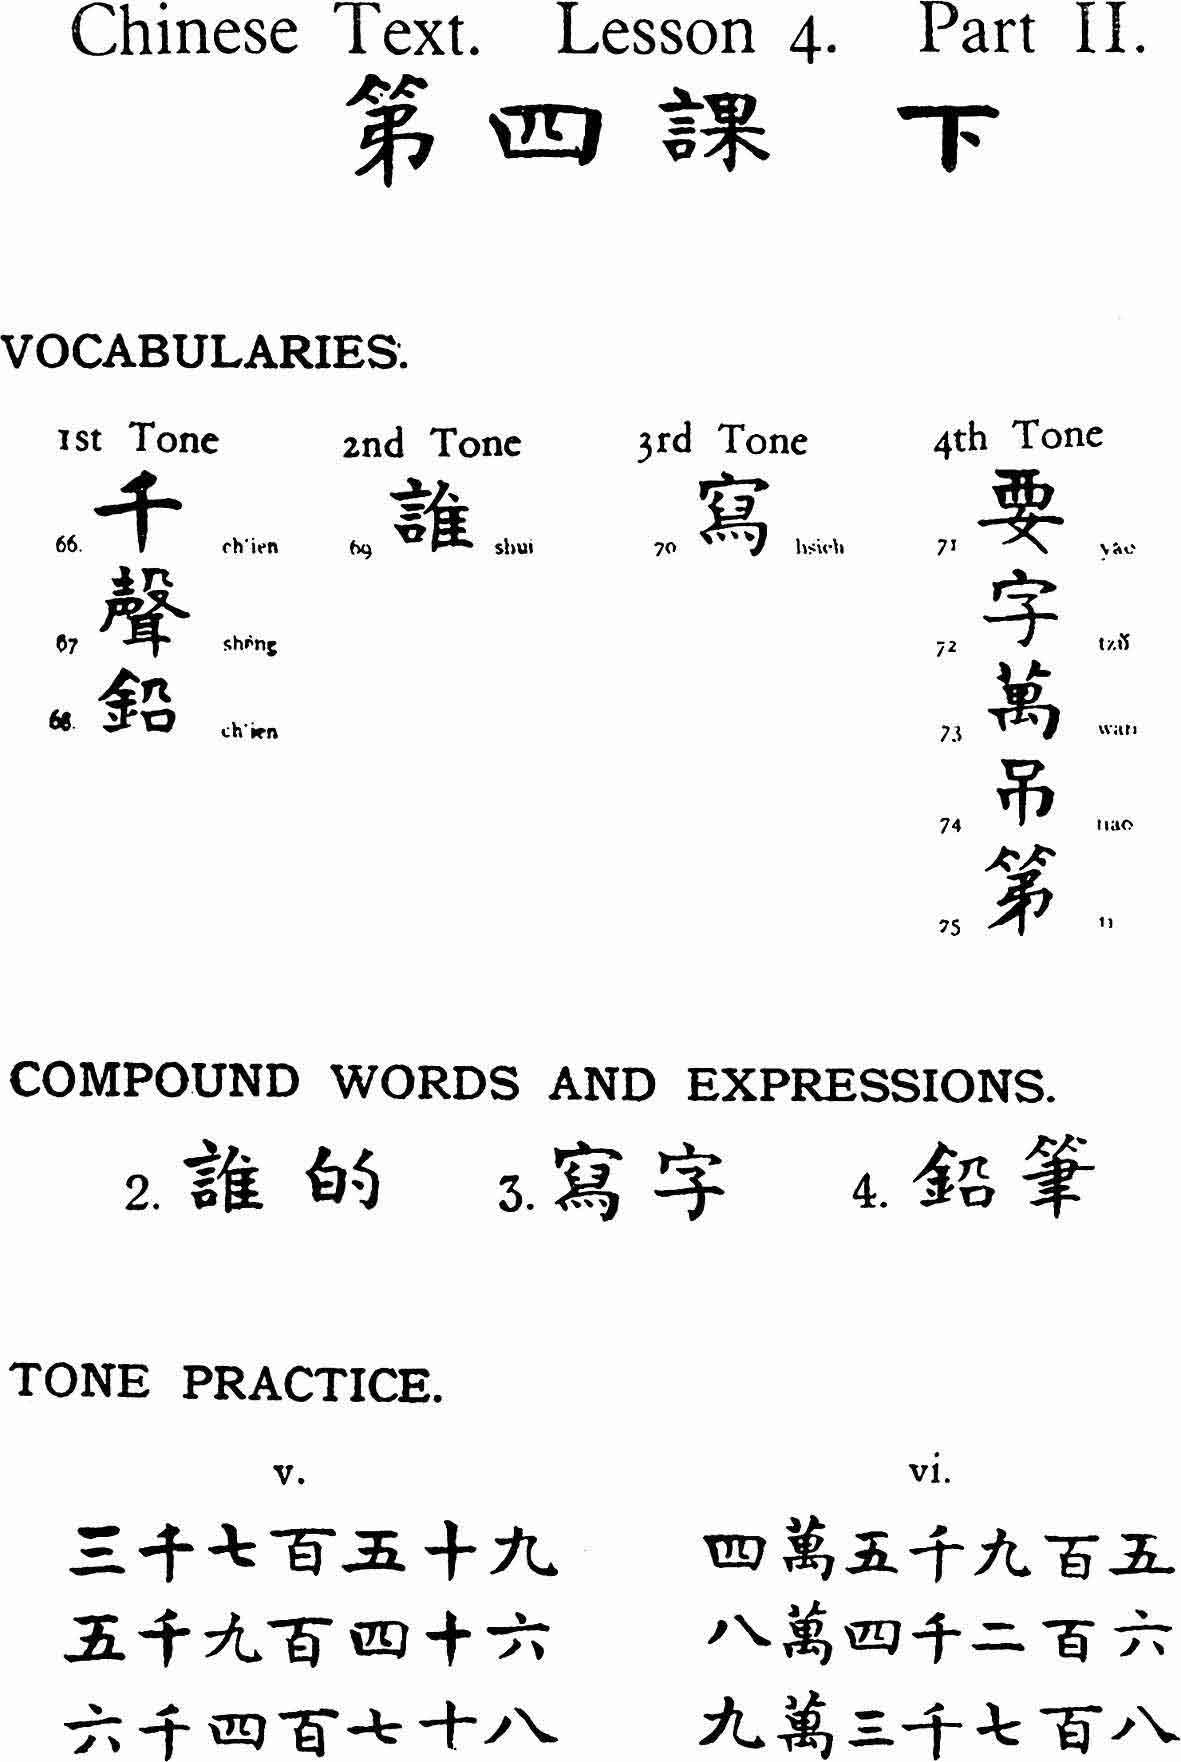 Chinese Text. Lesson 4. Part II.
第四課 下
VOCABULARIES.
1st Tone 2nd Tone 3rd Tone 4th Tone
66. 千 ch'ien 69 誰 shui 70 寫 hsieh 71 要 yao
67 聲 shêng 72 字 tzŭ
68. 鉛 ch'ien 73 萬 wan
74 吊 tiao
75 第 ti
COMPOUND WORDS AND EXPRESSIONS.
2. 誰的 3. 寫字 4. 鉛筆
TONE PRACTICE.
v. vi.
三千七百五十九 四萬五千九百五
五千九百四十六 八萬四千二百六
六千四百七十八 九萬三千七百八